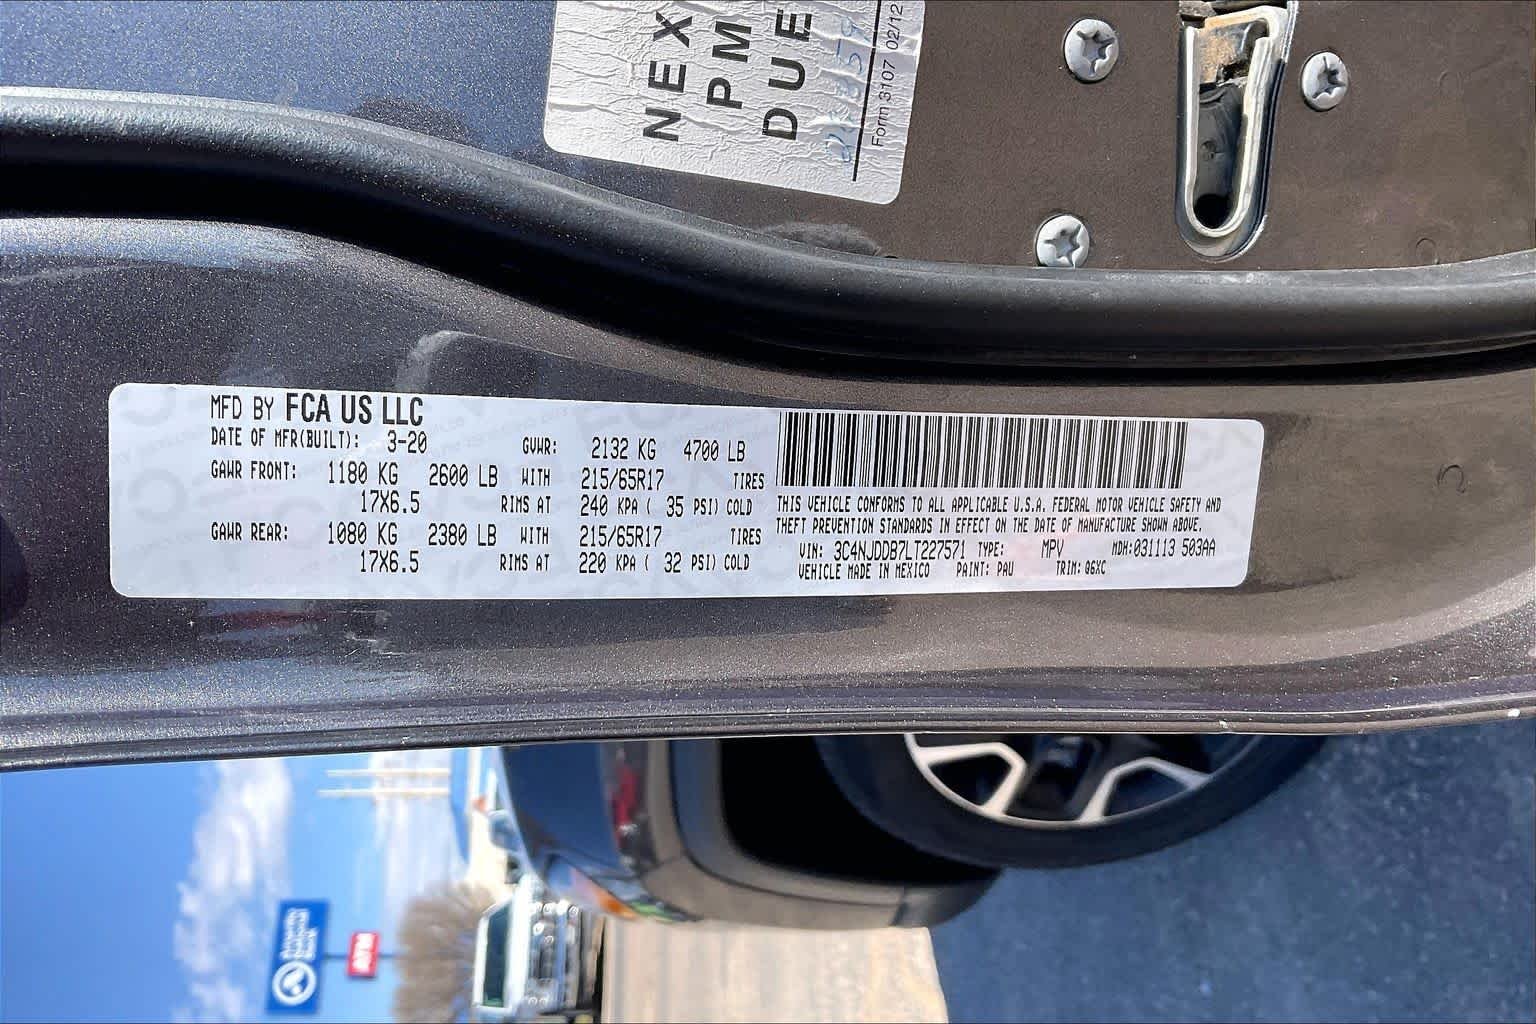 NEX
PM
DUE
Form 3107 02/12
MFD BY FCA US LLC
DATE OF MFR(BUILT): 3-20 GVWR: 2132 KG 4700 LB
GAWR FRONT: 1180 KG 2600 LB WITH 215/65R17 TIRES
17X6.5 RIMS AT 240 KPA ( 35 PSI) COLD
GAWR REAR: 1080 KG 2380 LB WITH 215/65R17 TIRES
17X6.5 RIMS AT 220 KPA ( 32 PSI) COLD
THIS VEHICLE CONFORMS TO ALL APPLICABLE U.S.A. FEDERAL MOTOR VEHICLE SAFETY AND
THEFT PREVENTION STANDARDS IN EFFECT ON THE DATE OF MANUFACTURE SHOWN ABOVE.
VIN: 3C4NJDDB7LT227571 TYPE: MPV MDH:031113 503AA
VEHICLE MADE IN MEXICO PAINT: PAU TRIM: Q6XC